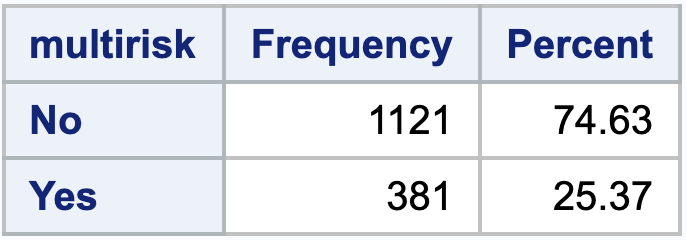 multirisk Frequency Percent
No 1121 74.63
Yes 381 25.37